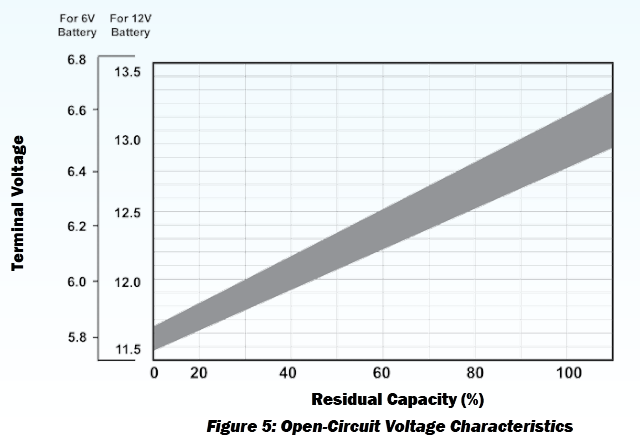 For 6V For 12V
Battery Battery
6.8
13.5
6.6
13.0
6.4
12.5
6.2
6.0 12.0
5.8
11.5
Terminal Voltage
0 20 40 60 80 100
Residual Capacity (%)
Figure 5: Open-Circuit Voltage Characteristics